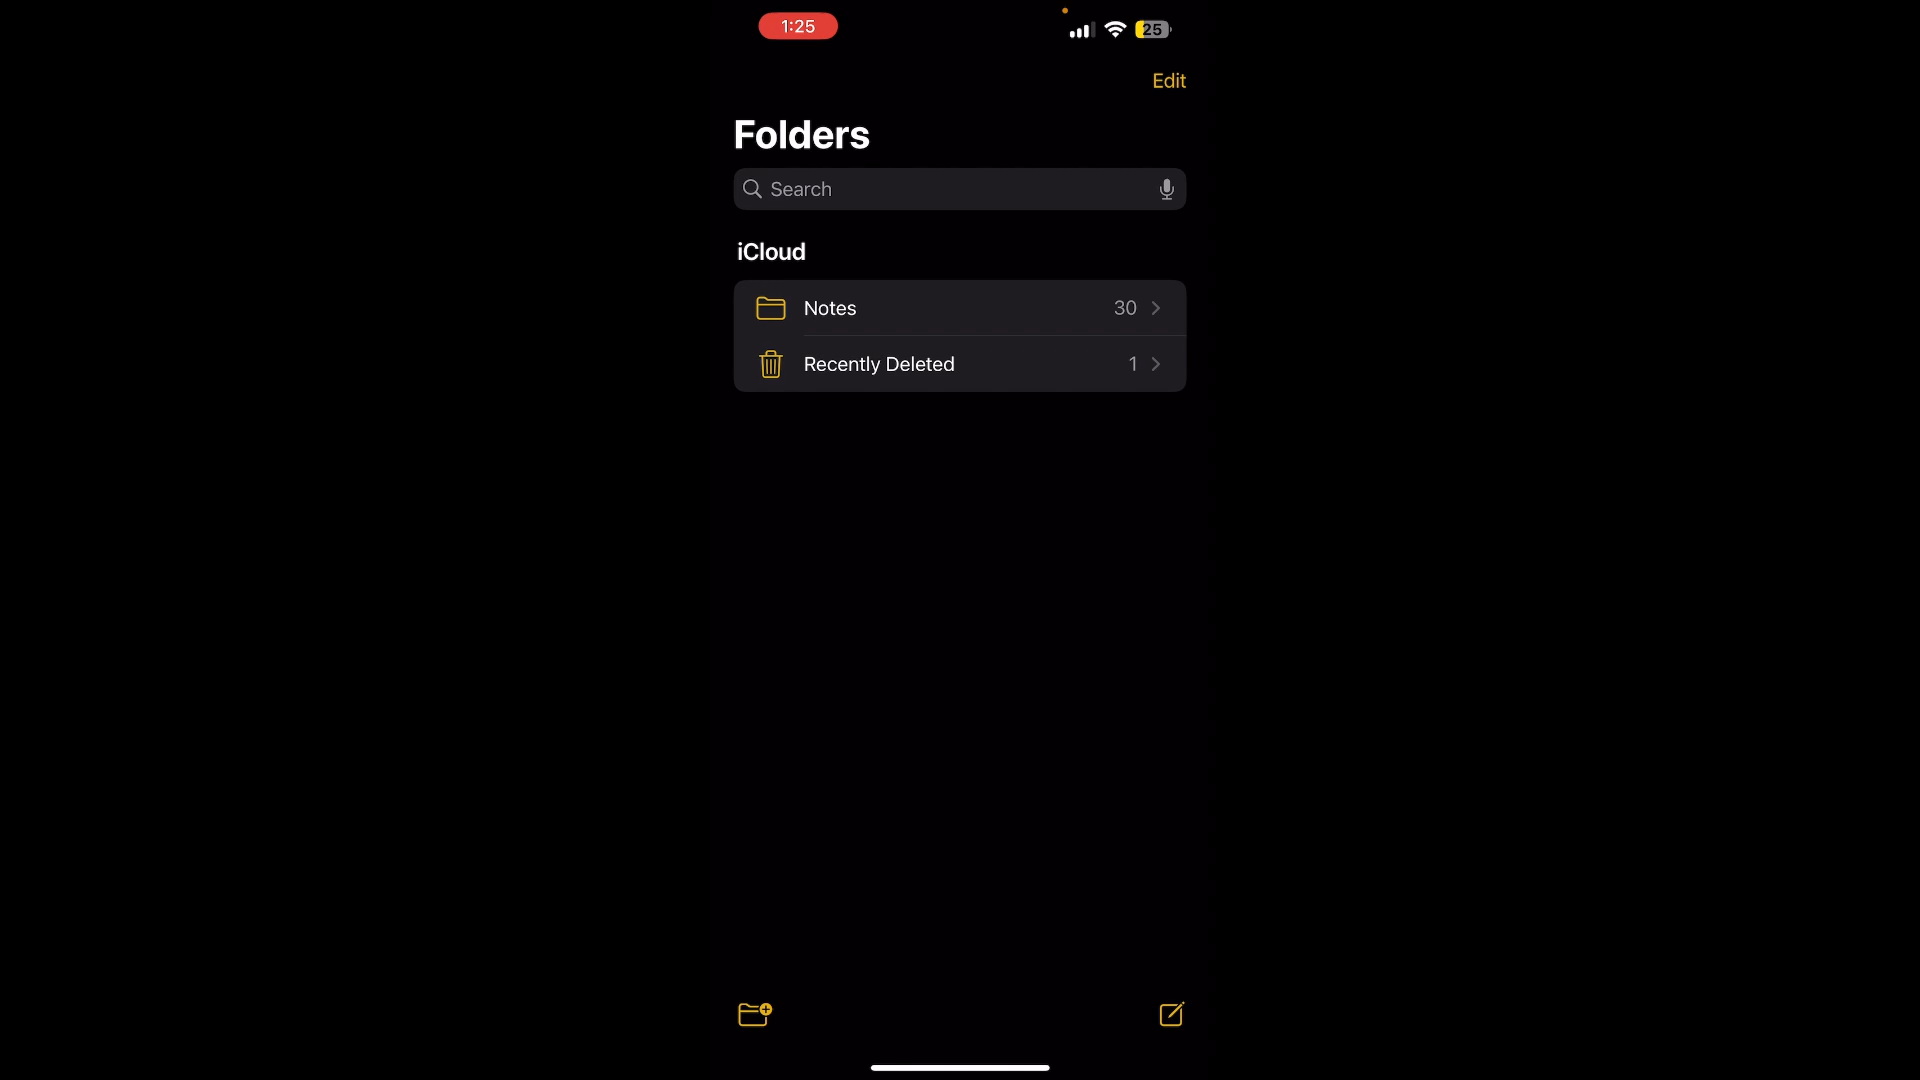 1:25
25
Edit
Folders
Search
iCloud
Notes 30
Recently Deleted 1